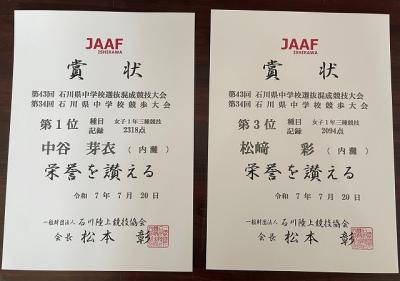 JAAF
ISHIKAWA
賞状
第43回 石川県中学校選抜混成競技大会
第34回 石川県中学校競歩大会
第1位 種目 女子1年三種競技
記録 2318点
中谷 芽衣 (内灘)
栄誉を讃える
令和 7年 7月 20日
一般財団法人 石川陸上競技協会
会長 松本 彰
JAAF
ISHIKAWA
賞状
第43回 石川県中学校選抜混成競技大会
第34回 石川県中学校競歩大会
第3位 種目 女子1年三種競技
記録 2094点
松﨑 彩 (内灘)
栄誉を讃える
令和 7年 7月 20日
一般財団法人 石川陸上競技協会
会長 松本 彰